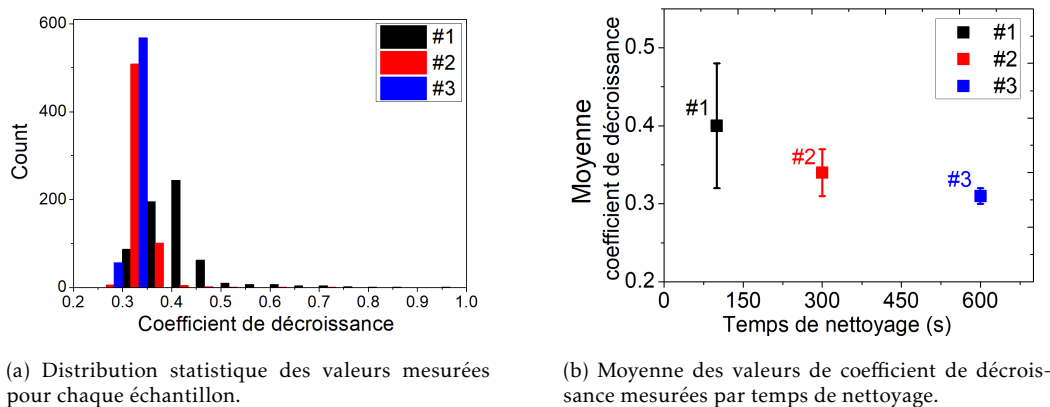 600
400
200
0
Count
#1
#2
#3
0.2 0.3 0.4 0.5 0.6 0.7 0.8 0.9 1.0
Coefficient de décroissance
(a) Distribution statistique des valeurs mesurées
pour chaque échantillon.
0.5
0.4
0.3
0.2
Moyenne
coefficient de décroissance
#1
#2
#3
#1
#2
#3
0 150 300 450 600
Temps de nettoyage (s)
(b) Moyenne des valeurs de coefficient de décrois-
sance mesurées par temps de nettoyage.